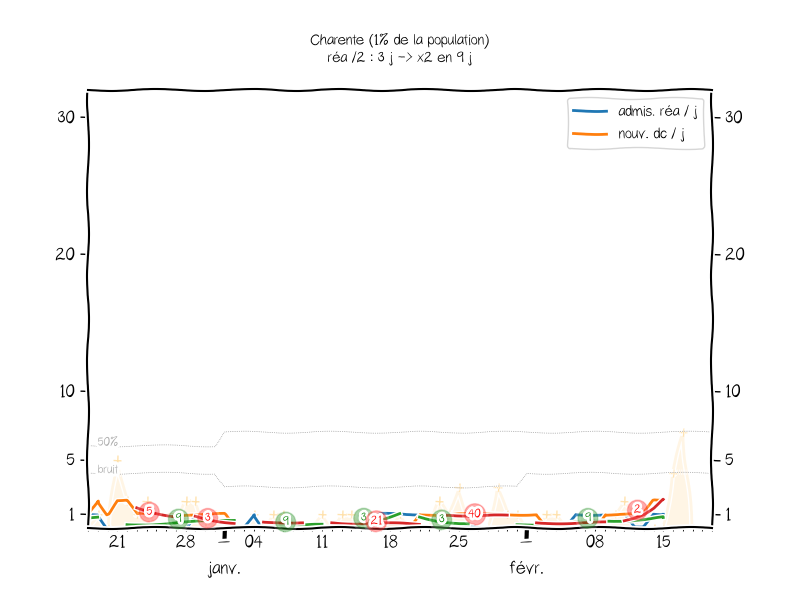 Charente (1% de la population)
réa /2 : 3 j -> x2 en 9 j
admis. réa / j
nouv. dc / j
30 30
20 20
10 10
50%
5 5
bruit
1 1
5 9 3 9 3 21 3 40 9 2
21 28 04 11 18 25 08 15
janv. févr.